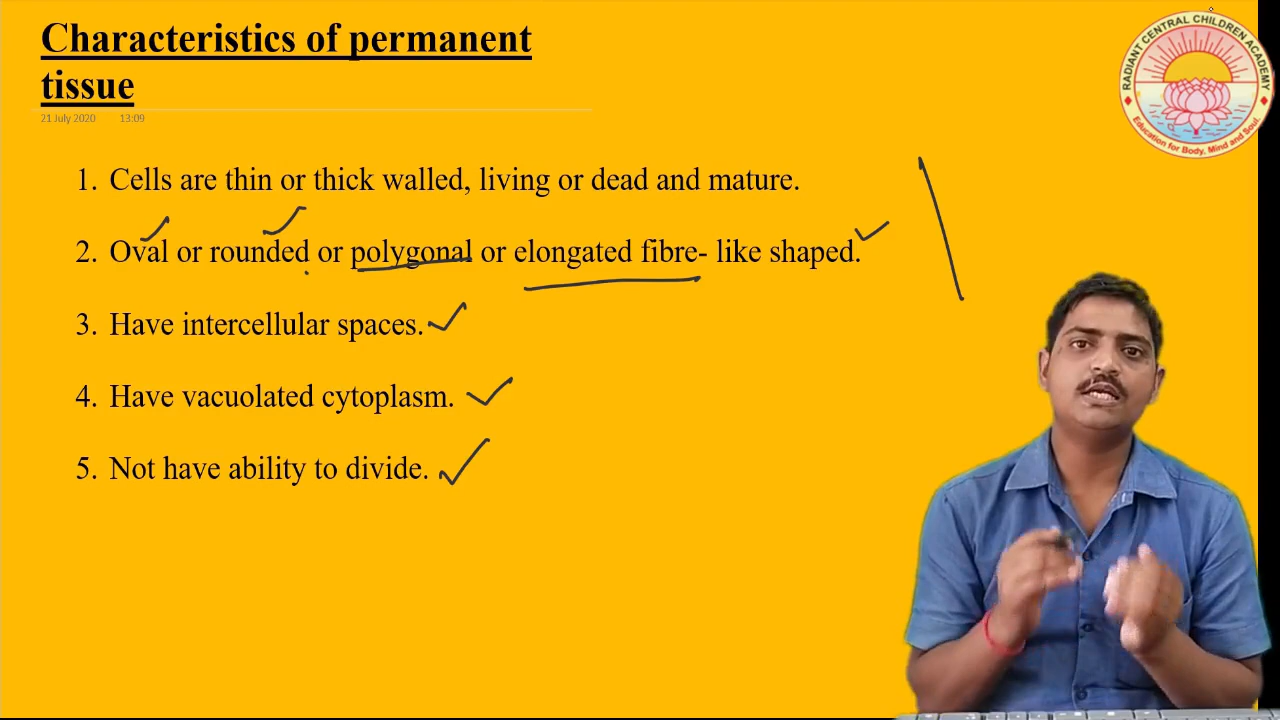 Characteristics of permanent
tissue
21 July 2020 13:09
1. Cells are thin or thick walled, living or dead and mature.
2. Oval or rounded or polygonal or elongated fibre- like shaped.
3. Have intercellular spaces.
4. Have vacuolated cytoplasm.
5. Not have ability to divide.
RADIANT CENTRAL CHILDREN ACADEMY
Education for Body, Mind and Soul.